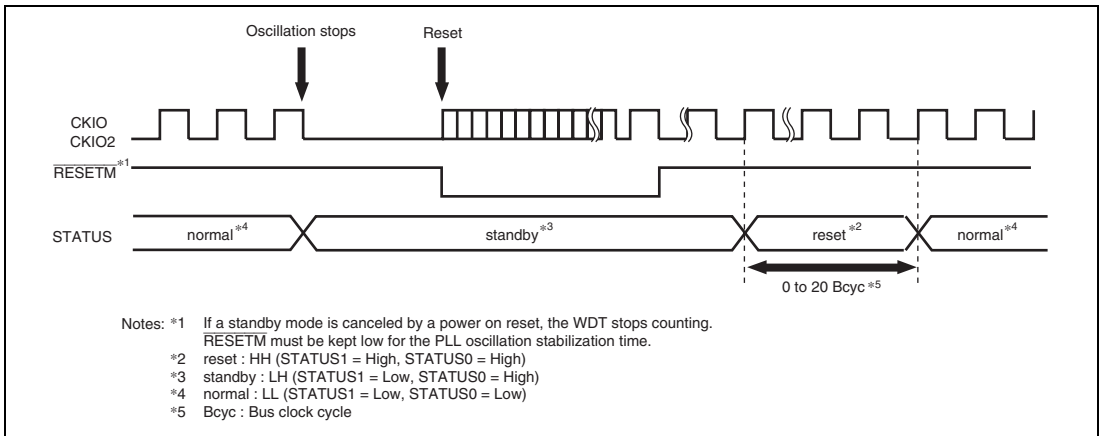 Oscillation stops Reset
CKIO
CKIO2
RESETM*1
STATUS normal*4 standby*3 reset*2 normal*4
0 to 20 Bcyc*5
Notes: *1 If a standby mode is canceled by a power on reset, the WDT stops counting.
RESETM must be kept low for the PLL oscillation stabilization time.
*2 reset : HH (STATUS1 = High, STATUS0 = High)
*3 standby : LH (STATUS1 = Low, STATUS0 = High)
*4 normal : LL (STATUS1 = Low, STATUS0 = Low)
*5 Bcyc : Bus clock cycle